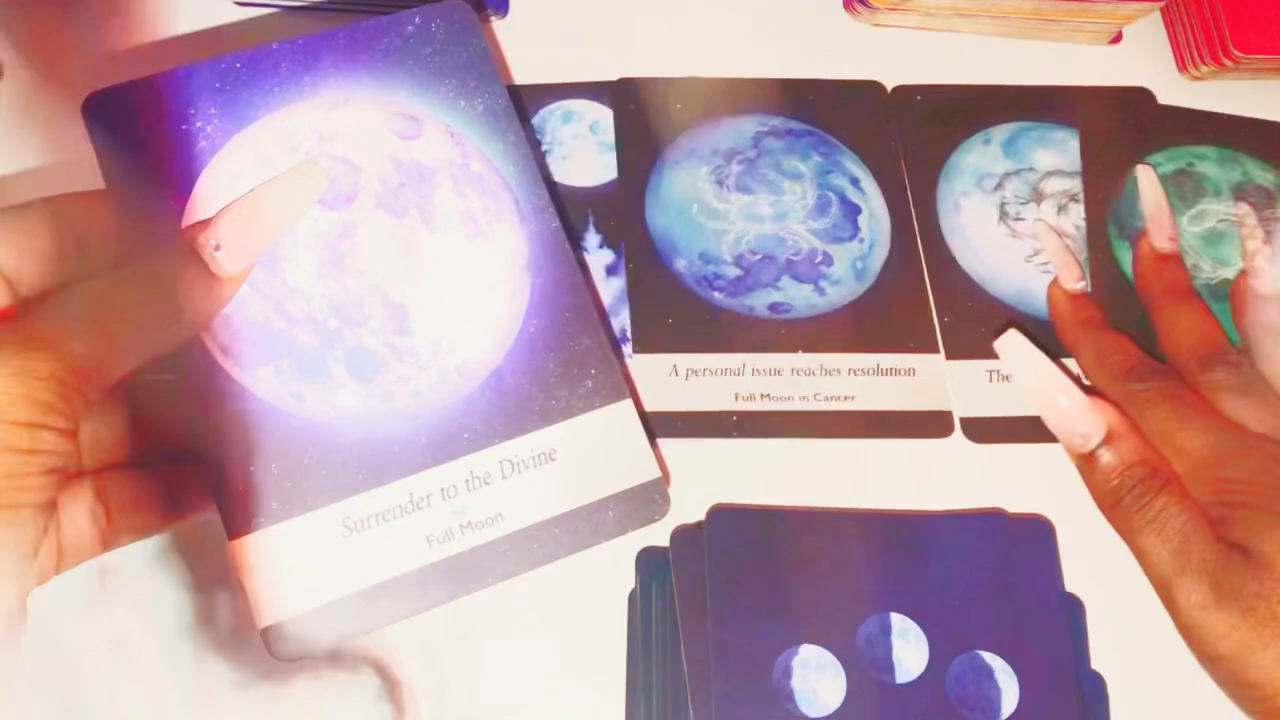 Surrender to the Divine
Full Moon
A personal issue reaches resolution
Full Moon in Cancer
The